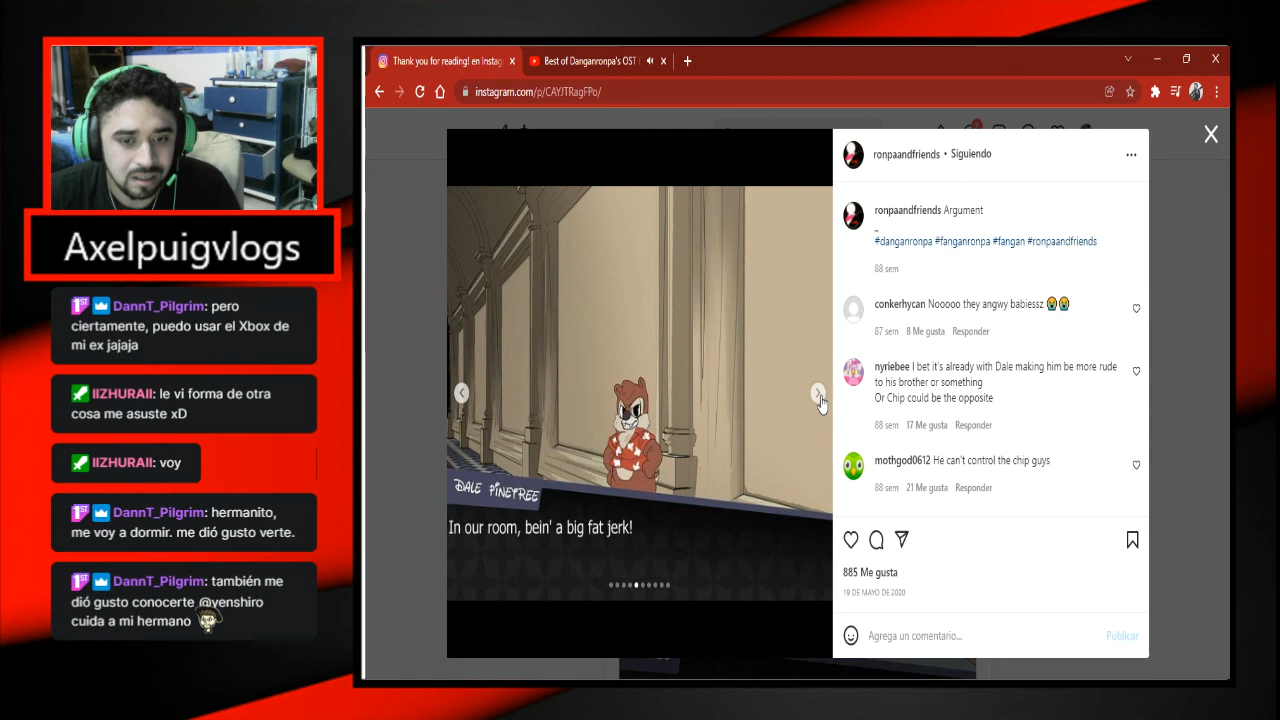 Axelpuigvlogs
DannT_Pilgrim: pero
ciertamente, puedo usar el Xbox de
mi ex jajaja
IIZHURAII: le vi forma de otra
cosa me asuste xD
IIZHURAII: voy
DannT_Pilgrim: hermanito,
me voy a dormir. me dió gusto verte.
DannT_Pilgrim: también me
dió gusto conocerte @yenshiro
cuida a mi hermano
Thank you for reading! en Instag
Best of Danganronpa's OST
instagram.com/p/CAYJTRagFPo/
DALE PINETREE
In our room, bein' a big fat jerk!
ronpaandfriends • Siguiendo
ronpaandfriends Argument
#danganronpa #fanganronpa #fangan #ronpaandfriends
88 sem
conkerhycan Nooooo they angwy babiessz 😭😭
87 sem 8 Me gusta Responder
nyriebee I bet it's already with Dale making him be more rude
to his brother or something
Or Chip could be the opposite
88 sem 17 Me gusta Responder
mothgod0612 He can't control the chip guys
88 sem 21 Me gusta Responder
885 Me gusta
19 DE MAYO DE 2020
Agrega un comentario...
Publicar